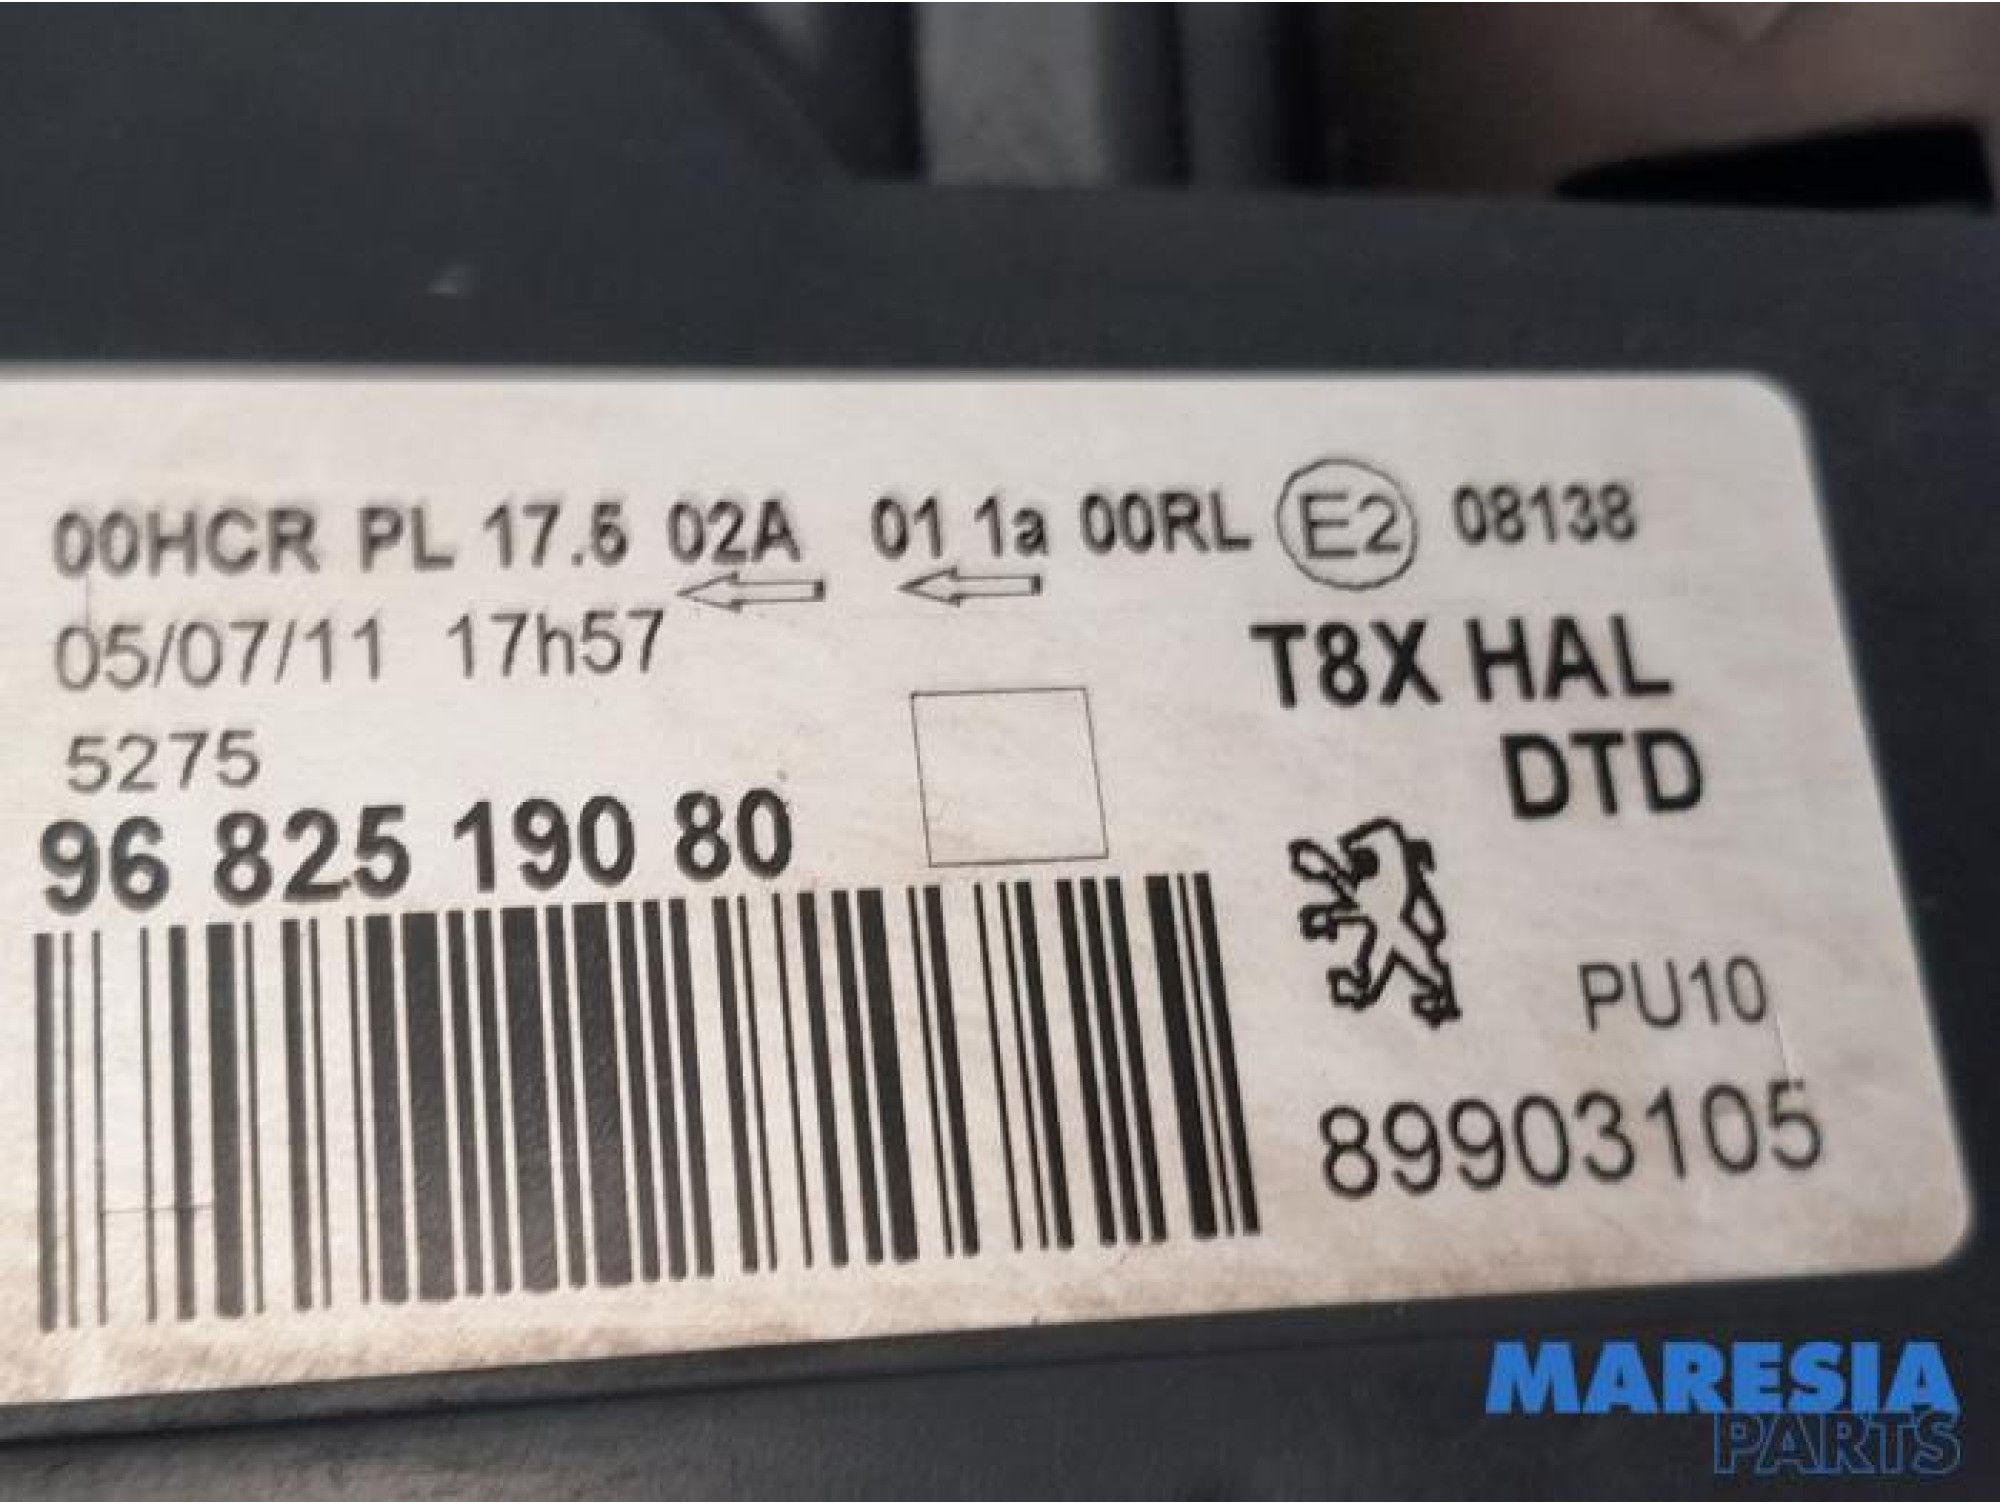 00HCR PL 17.5 02A 01 1a 00RL E2 08138
05/07/11 17h57
T8X HAL
DTD
5275
96 825 190 80
PU10
89903105
MARESIA
PARTS